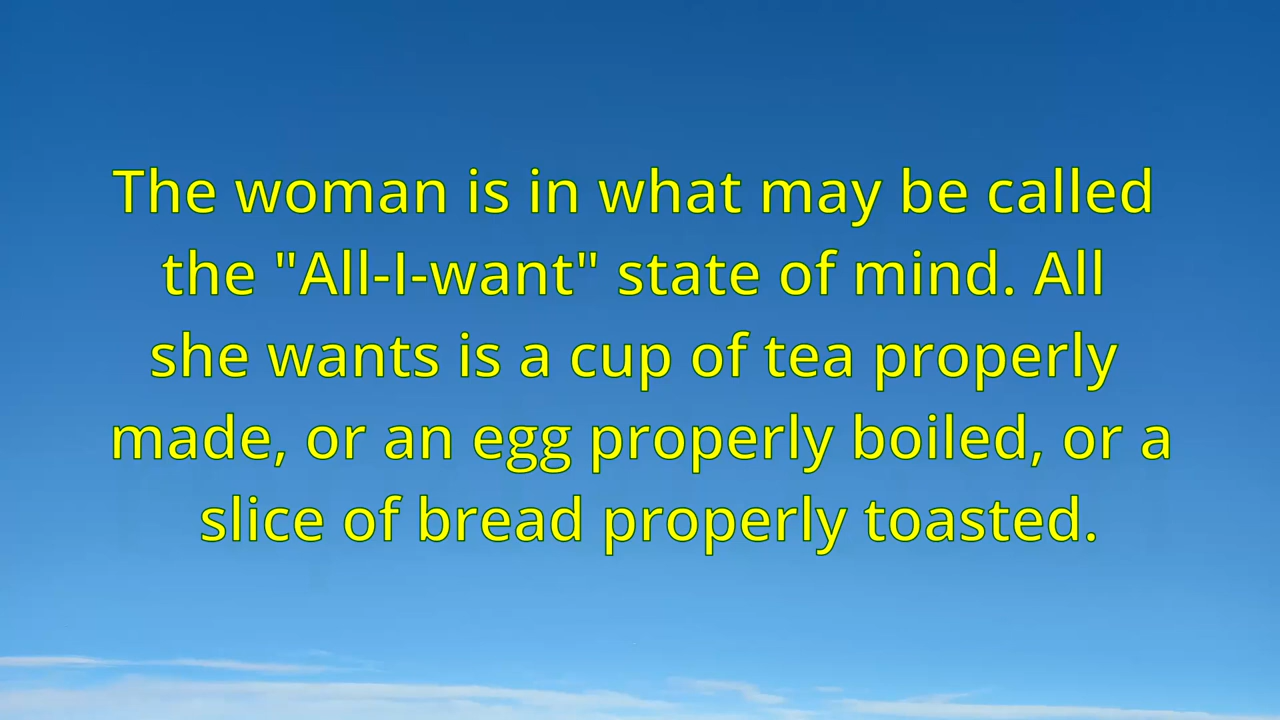 The woman is in what may be called
the "All-I-want" state of mind. All
she wants is a cup of tea properly
made, or an egg properly boiled, or a
slice of bread properly toasted.